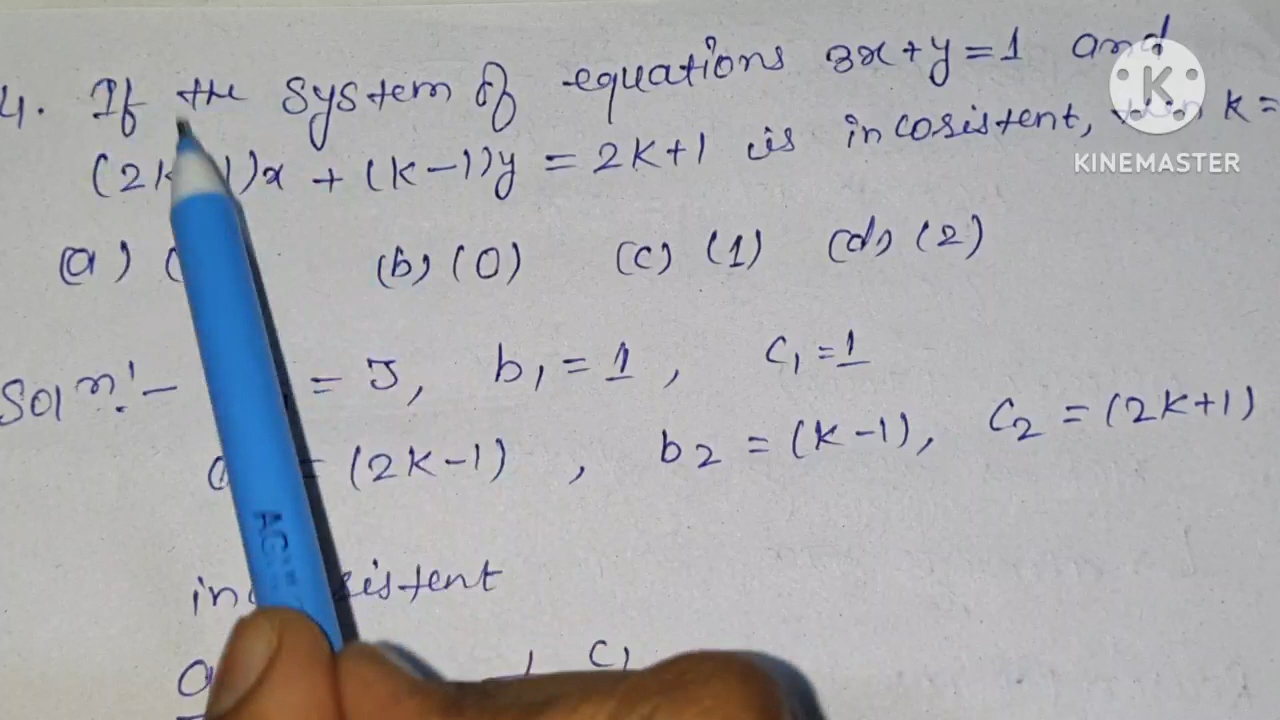 4. If the system of equations 3x+y=1 and
(2k-1)x + (k-1)y = 2k+1 is incosistent, then k=
(a) ( (b) (0) (c) (1) (d) (2)
Soln:- = 3, b₁ = 1, c₁ = 1
= (2k-1), b₂ = (k-1), c₂ = (2k+1)
inconsistent
a c₁
K
KINEMASTER